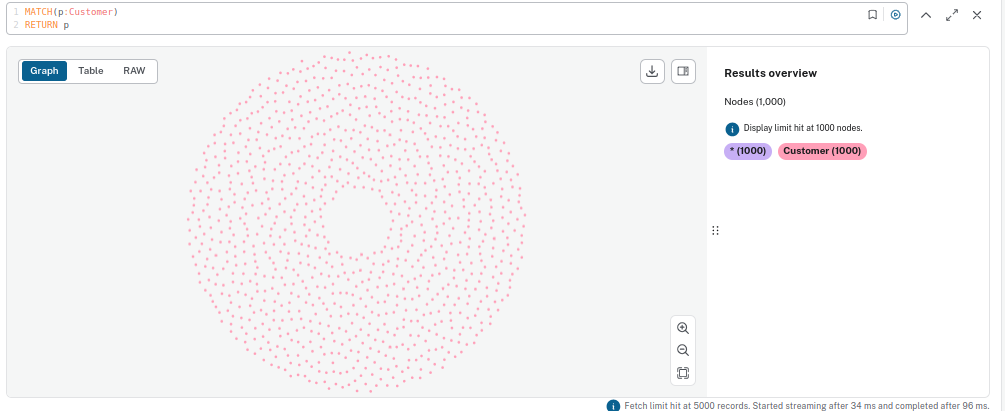 1 MATCH(p:Customer)
2 RETURN p
Graph Table RAW
Results overview
Nodes (1,000)
Display limit hit at 1000 nodes.
* (1000) Customer (1000)
Fetch limit hit at 5000 records. Started streaming after 34 ms and completed after 96 ms.